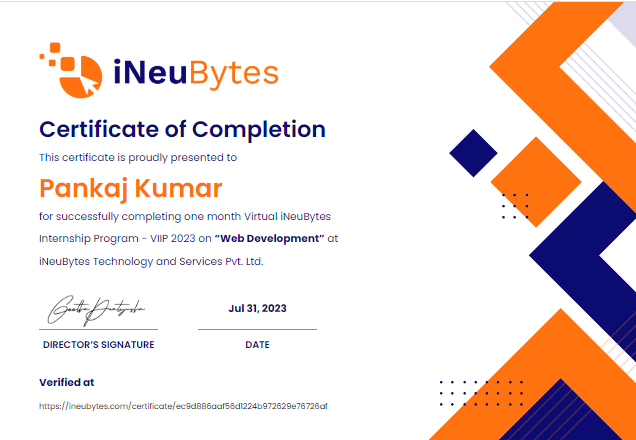 iNeuBytes
Certificate of Completion
This certificate is proudly presented to
Pankaj Kumar
for successfully completing one month Virtual iNeuBytes
Internship Program - VIIP 2023 on “Web Development” at
iNeuBytes Technology and Services Pvt. Ltd.
Jul 31, 2023
DIRECTOR'S SIGNATURE
DATE
Verified at
https://ineubytes.com/certificate/ec9d886aaf56d1224b972629e76726af